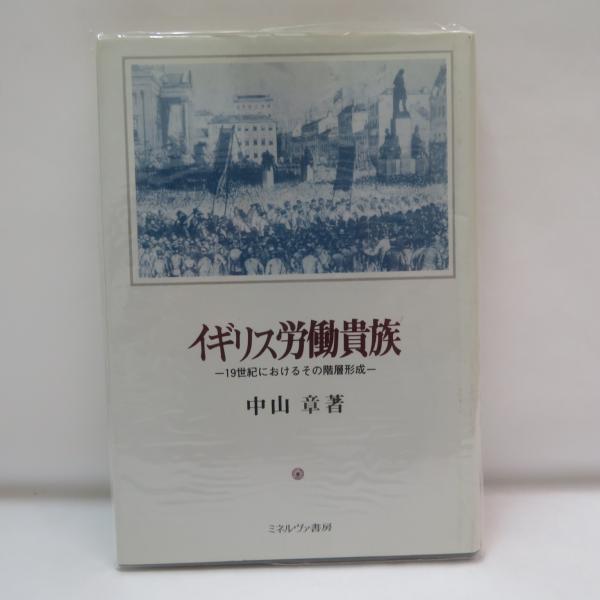 イギリス労働貴族
―19世紀におけるその階層形成―
中山 章著
ミネルヴァ書房